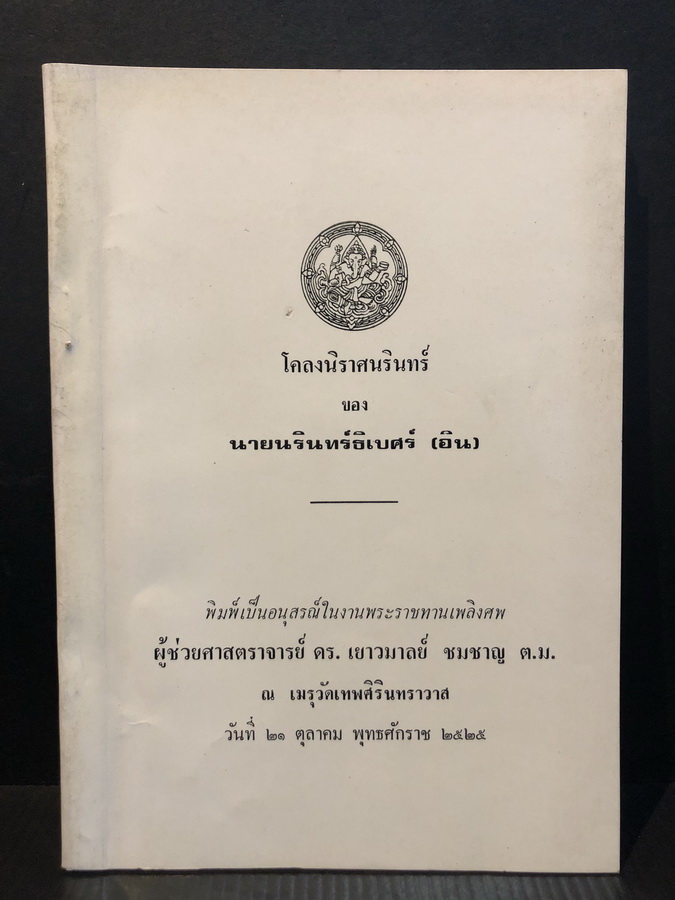 โคลงนิราศนรินทร์
ของ
นายนรินทร์ธิเบศร์ (อิน)
พิมพ์เป็นอนุสรณ์ในงานพระราชทานเพลิงศพ
ผู้ช่วยศาสตราจารย์ ดร. เยาวมาลย์ ชมชาญ ต.ม.
ณ เมรุวัดเทพศิรินทราวาส
วันที่ ๒๑ ตุลาคม พุทธศักราช ๒๕๒๕